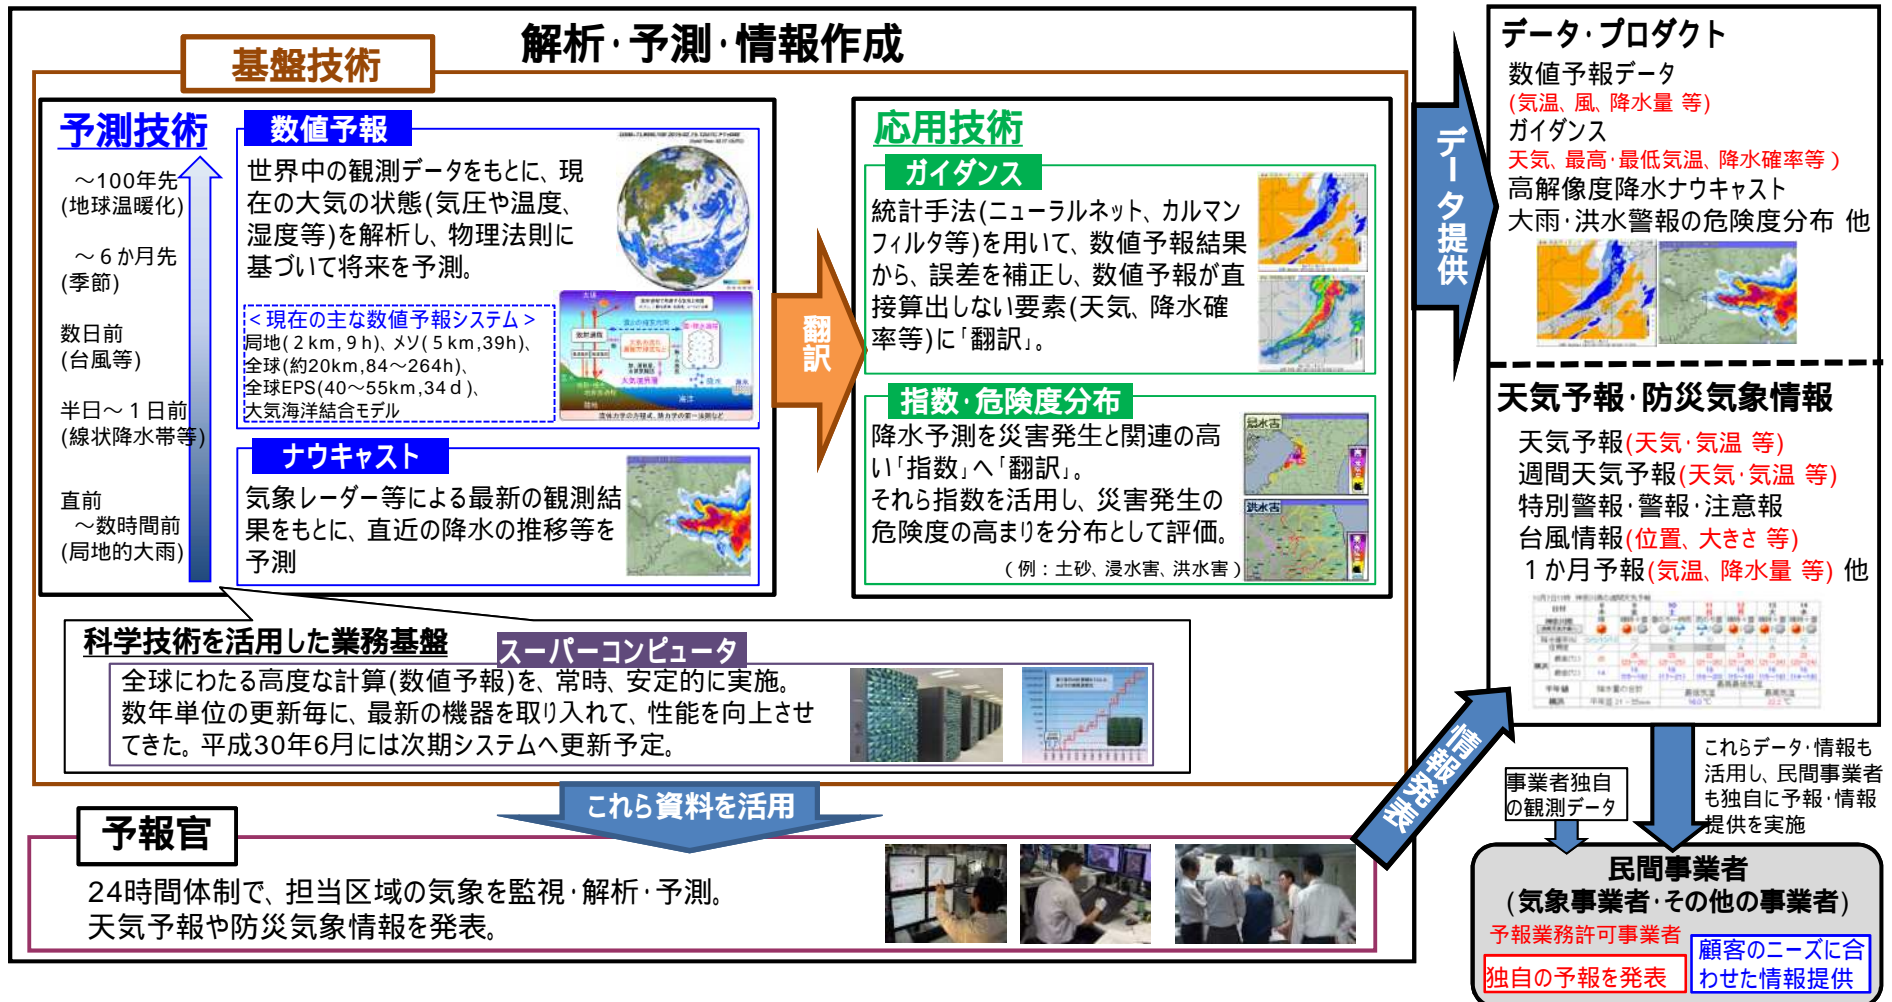 解析・予測・情報作成
基盤技術
予測技術
～100年先
(地球温暖化)
～６か月先
(季節)
数日前
(台風等)
半日～１日前
(線状降水帯等)
直前
～数時間前
(局地的大雨)
数値予報
世界中の観測データをもとに、現
在の大気の状態(気圧や温度、
湿度等)を解析し、物理法則に
基づいて将来を予測。
＜現在の主な数値予報システム＞
局地(２km,９h)、メソ(５km,39h)、
全球(約20km,84～264h)、
全球EPS(40～55km,34d)、
大気海洋結合モデル
ナウキャスト
気象レーダー等による最新の観測結
果をもとに、直近の降水の推移等を
予測
翻訳
応用技術
ガイダンス
統計手法(ニューラルネット、カルマン
フィルタ等)を用いて、数値予報結果
から、誤差を補正し、数値予報が直
接算出しない要素(天気、降水確
率等)に「翻訳」。
指数・危険度分布
降水予測を災害発生と関連の高
い「指数」へ「翻訳」。
それら指数を活用し、災害発生の
危険度の高まりを分布として評価。
（例：土砂、浸水害、洪水害）
浸水害
洪水害
科学技術を活用した業務基盤
スーパーコンピュータ
全球にわたる高度な計算(数値予報)を、常時、安定的に実施。
数年単位の更新毎に、最新の機器を取り入れて、性能を向上させ
てきた。平成30年6月には次期システムへ更新予定。
これら資料を活用
予報官
24時間体制で、担当区域の気象を監視・解析・予測。
天気予報や防災気象情報を発表。
データ提供
情報発表
データ・プロダクト
数値予報データ
(気温、風、降水量 等)
ガイダンス
天気、最高・最低気温、降水確率等）
高解像度降水ナウキャスト
大雨・洪水警報の危険度分布 他
天気予報・防災気象情報
天気予報(天気・気温 等)
週間天気予報(天気・気温 等)
特別警報・警報・注意報
台風情報(位置、大きさ 等)
１か月予報(気温、降水量 等) 他
これらデータ・情報も
活用し、民間事業者
も独自に予報・情報
提供を実施
事業者独自
の観測データ
民間事業者
(気象事業者・その他の事業者)
予報業務許可事業者
独自の予報を発表
顧客のニーズに合
わせた情報提供